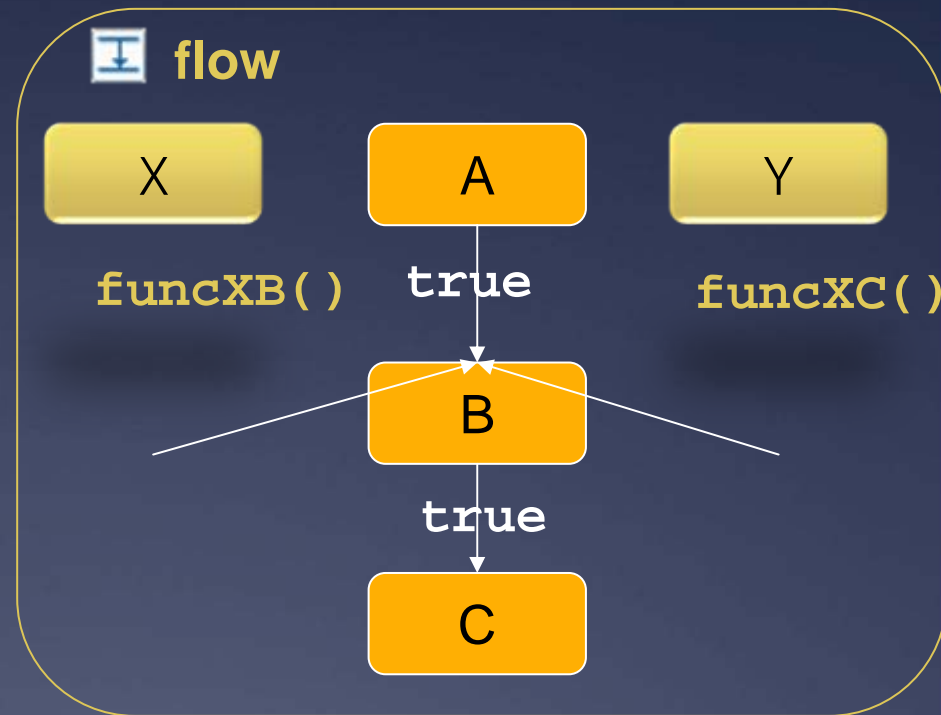 flow
X
A
Y
funcXB()
true
funcXC()
B
true
C